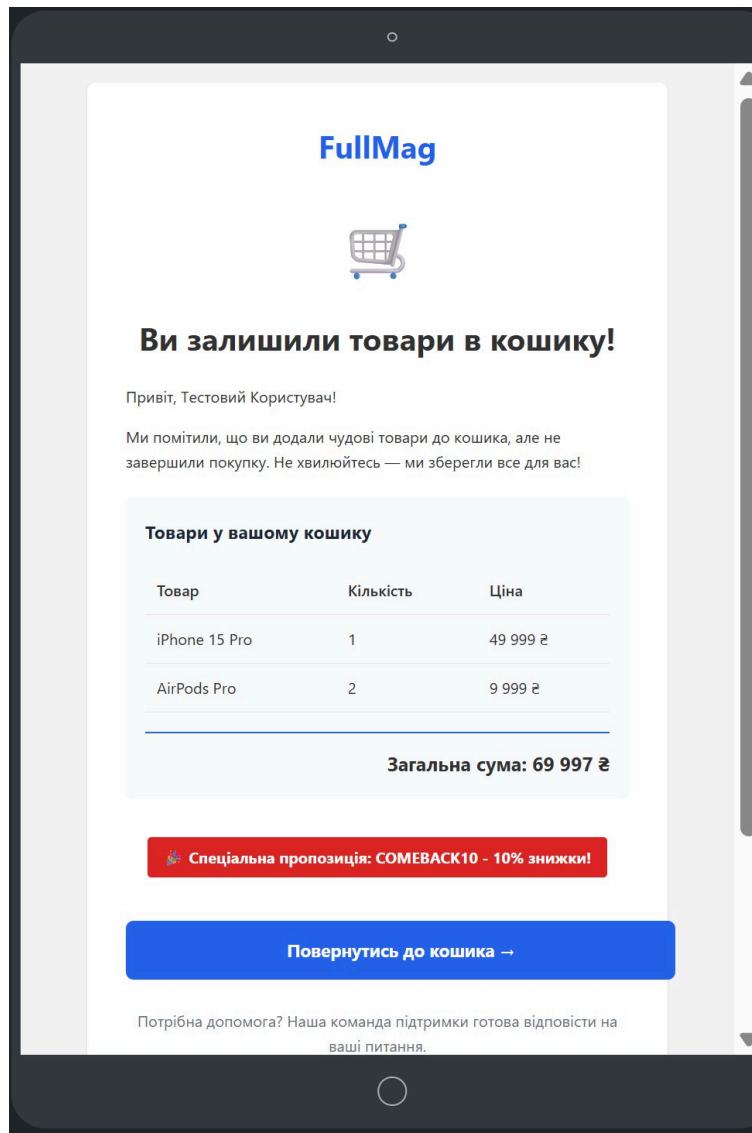 FullMag
Ви залишили товари в кошику!
Привіт, Тестовий Користувач!
Ми помітили, що ви додали чудові товари до кошика, але не
завершили покупку. Не хвилюйтесь — ми зберегли все для вас!
Товари у вашому кошику
Товар Кількість Ціна
iPhone 15 Pro 1 49 999 ₴
AirPods Pro 2 9 999 ₴
Загальна сума: 69 997 ₴
🎉 Спеціальна пропозиція: COMEBACK10 - 10% знижки!
Повернутись до кошика →
Потрібна допомога? Наша команда підтримки готова відповісти на
ваші питання.